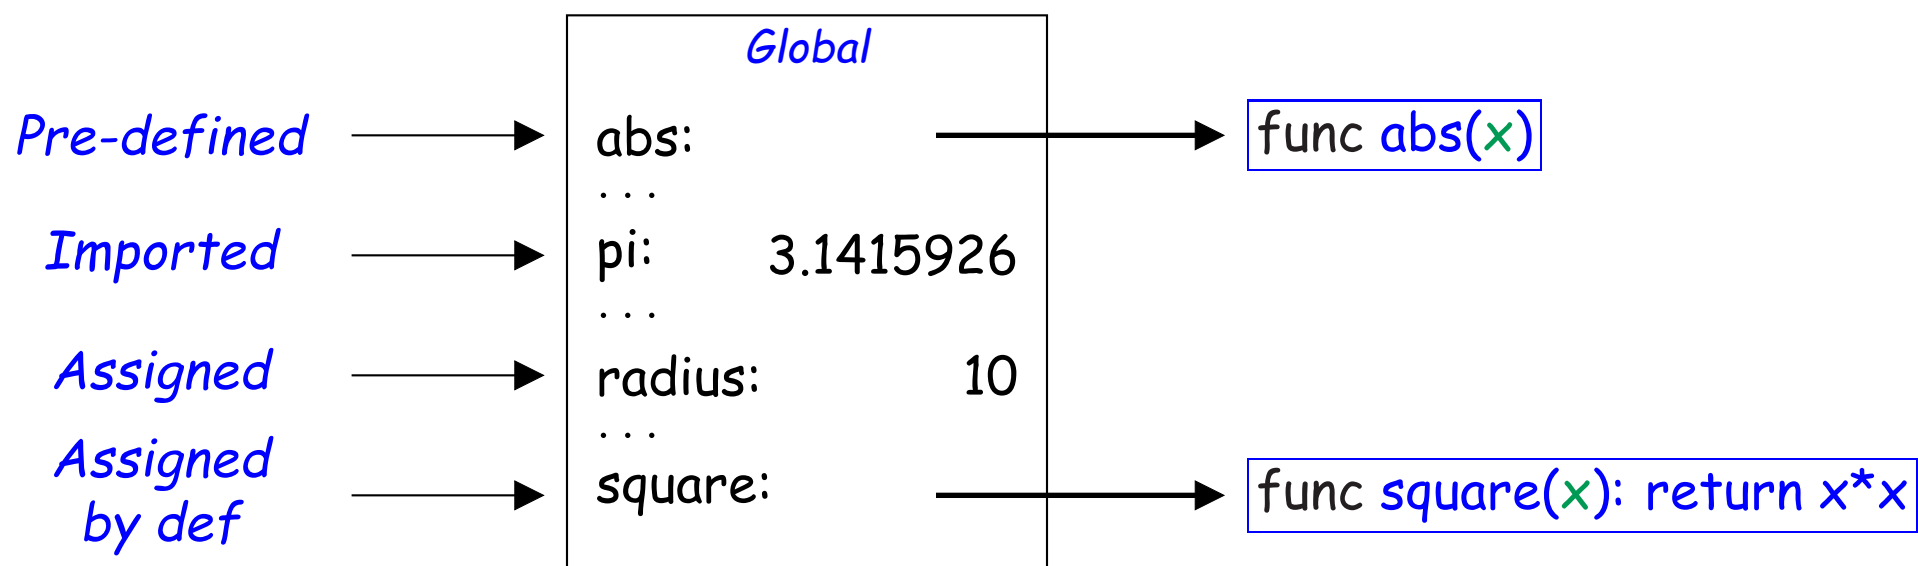 Global
Pre-defined abs: func abs(x)
. . .
Imported pi: 3.1415926
. . .
Assigned radius: 10
. . .
Assigned
by def
square: func square(x): return x*x